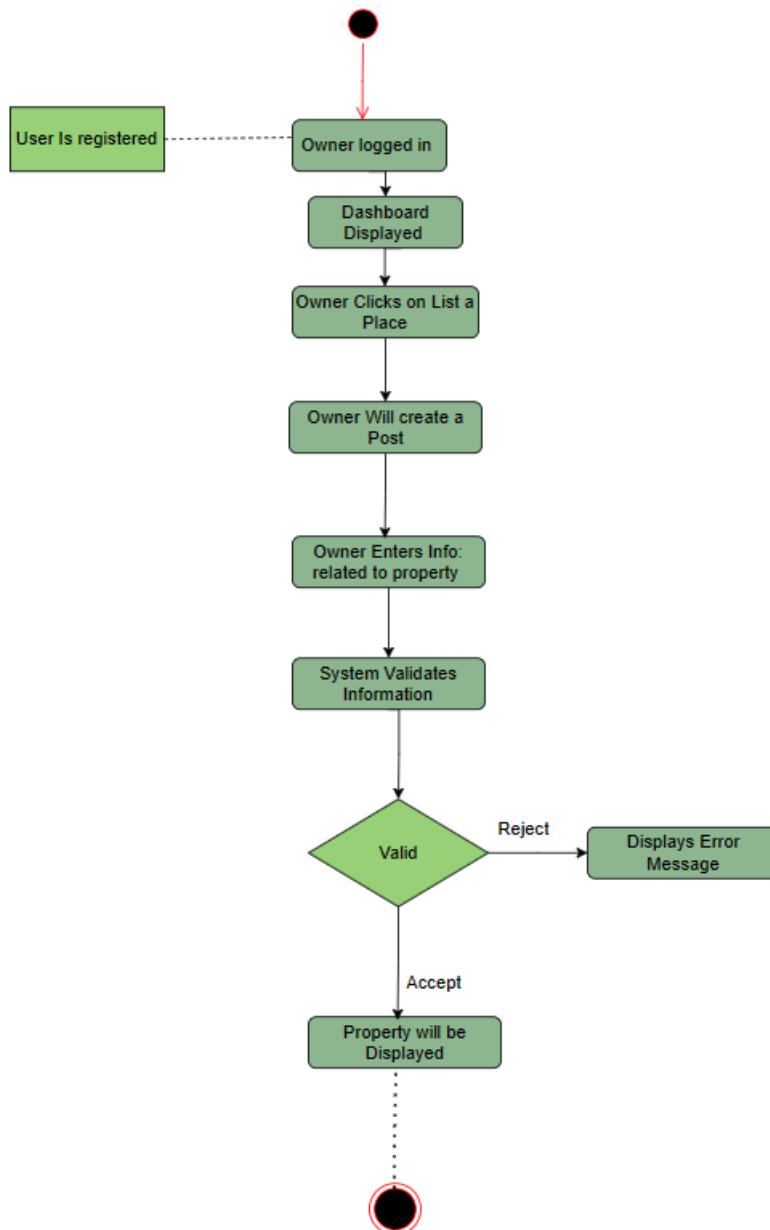 User Is registered
Owner logged in
Dashboard
Displayed
Owner Clicks on List a
Place
Owner Will create a
Post
Owner Enters Info:
related to property
System Validates
Information
Valid
Reject
Displays Error
Message
Accept
Property will be
Displayed